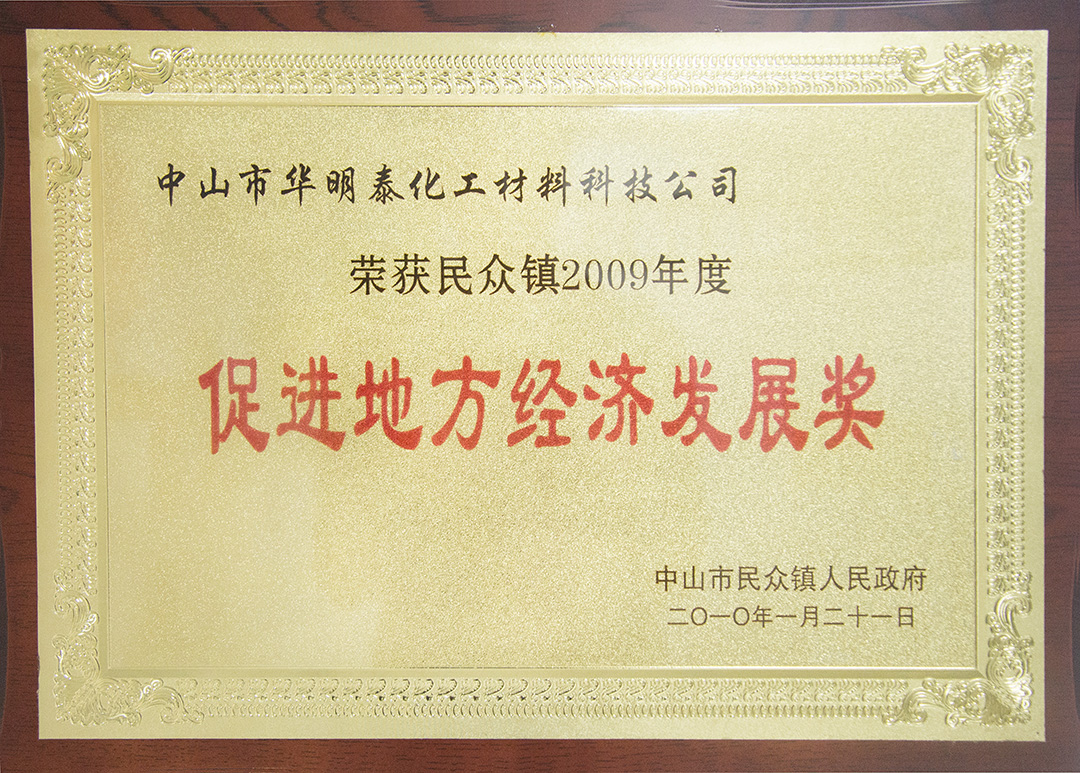 中山市华明泰化工材料科技公司
荣获民众镇2009年度
促进地方经济发展奖
中山市民众镇人民政府
二〇一〇年一月二十一日